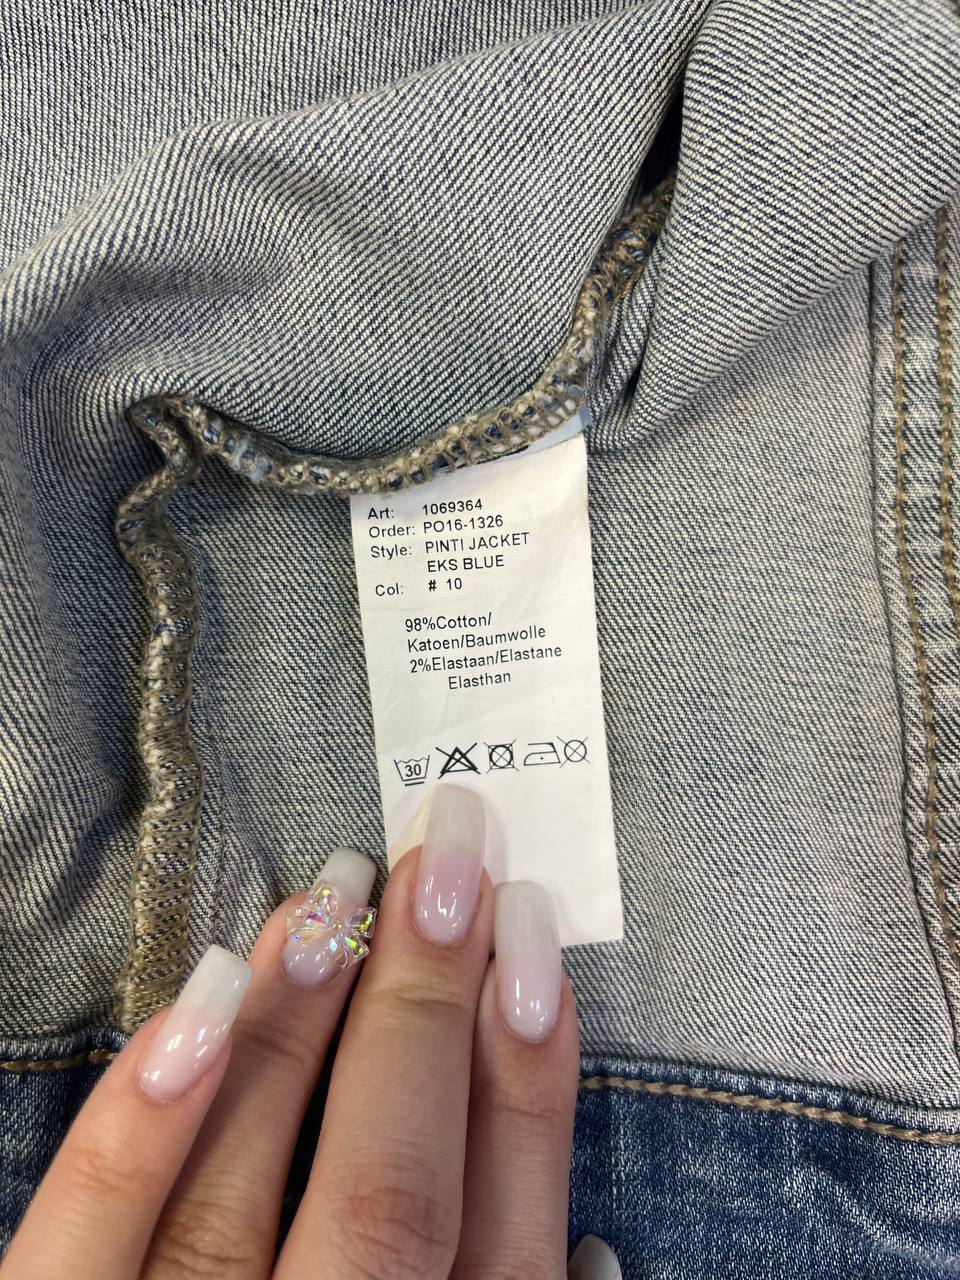 Art: 1069364
Order: PO16-1326
Style: PINTI JACKET
EKS BLUE
Col: # 10
98%Cotton/
Katoen/Baumwolle
2%Elastaan/Elastane
Elasthan
30